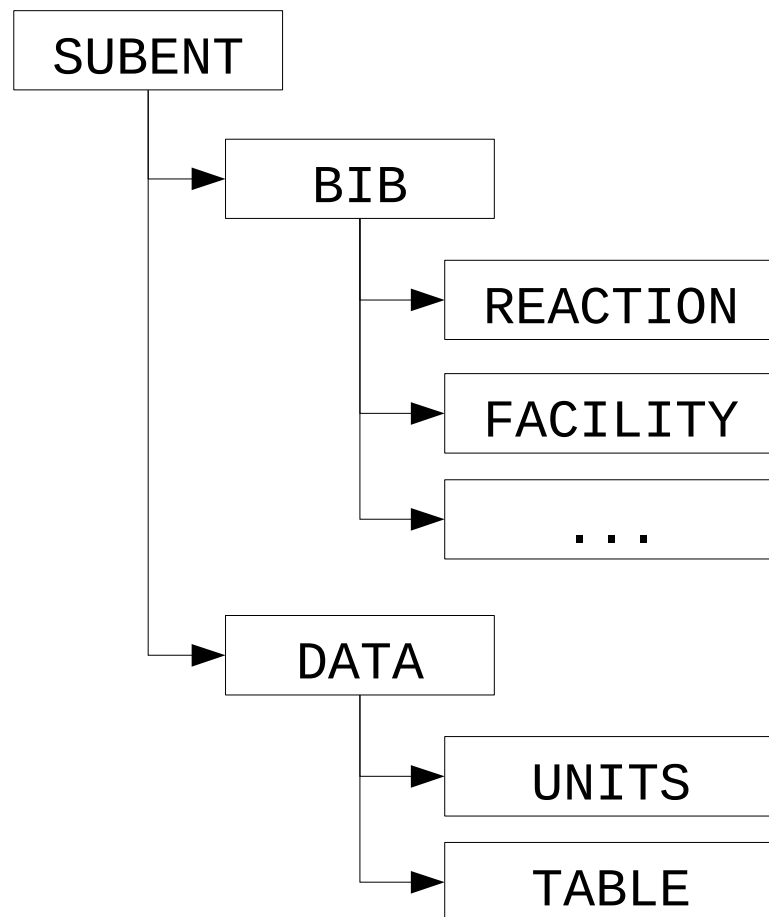 SUBENT
BIB
REACTION
FACILITY
...
DATA
UNITS
TABLE